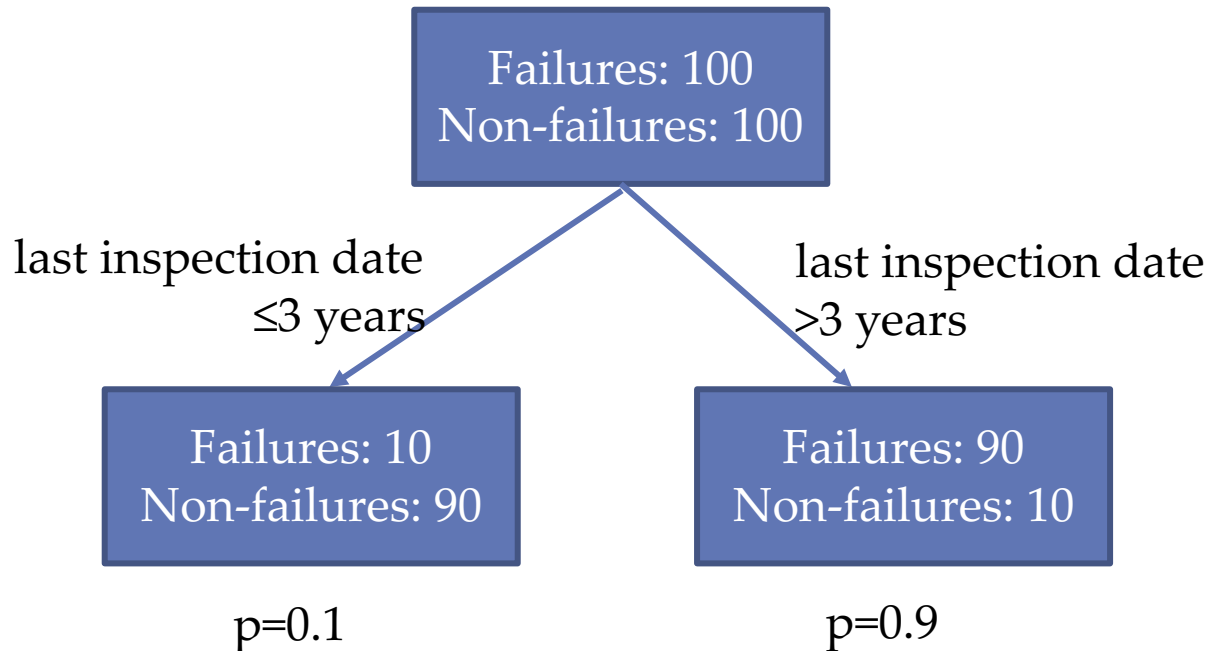 Failures: 100
Non-failures: 100
last inspection date
≤3 years
last inspection date
>3 years
Failures: 10
Non-failures: 90
Failures: 90
Non-failures: 10
p=0.1
p=0.9